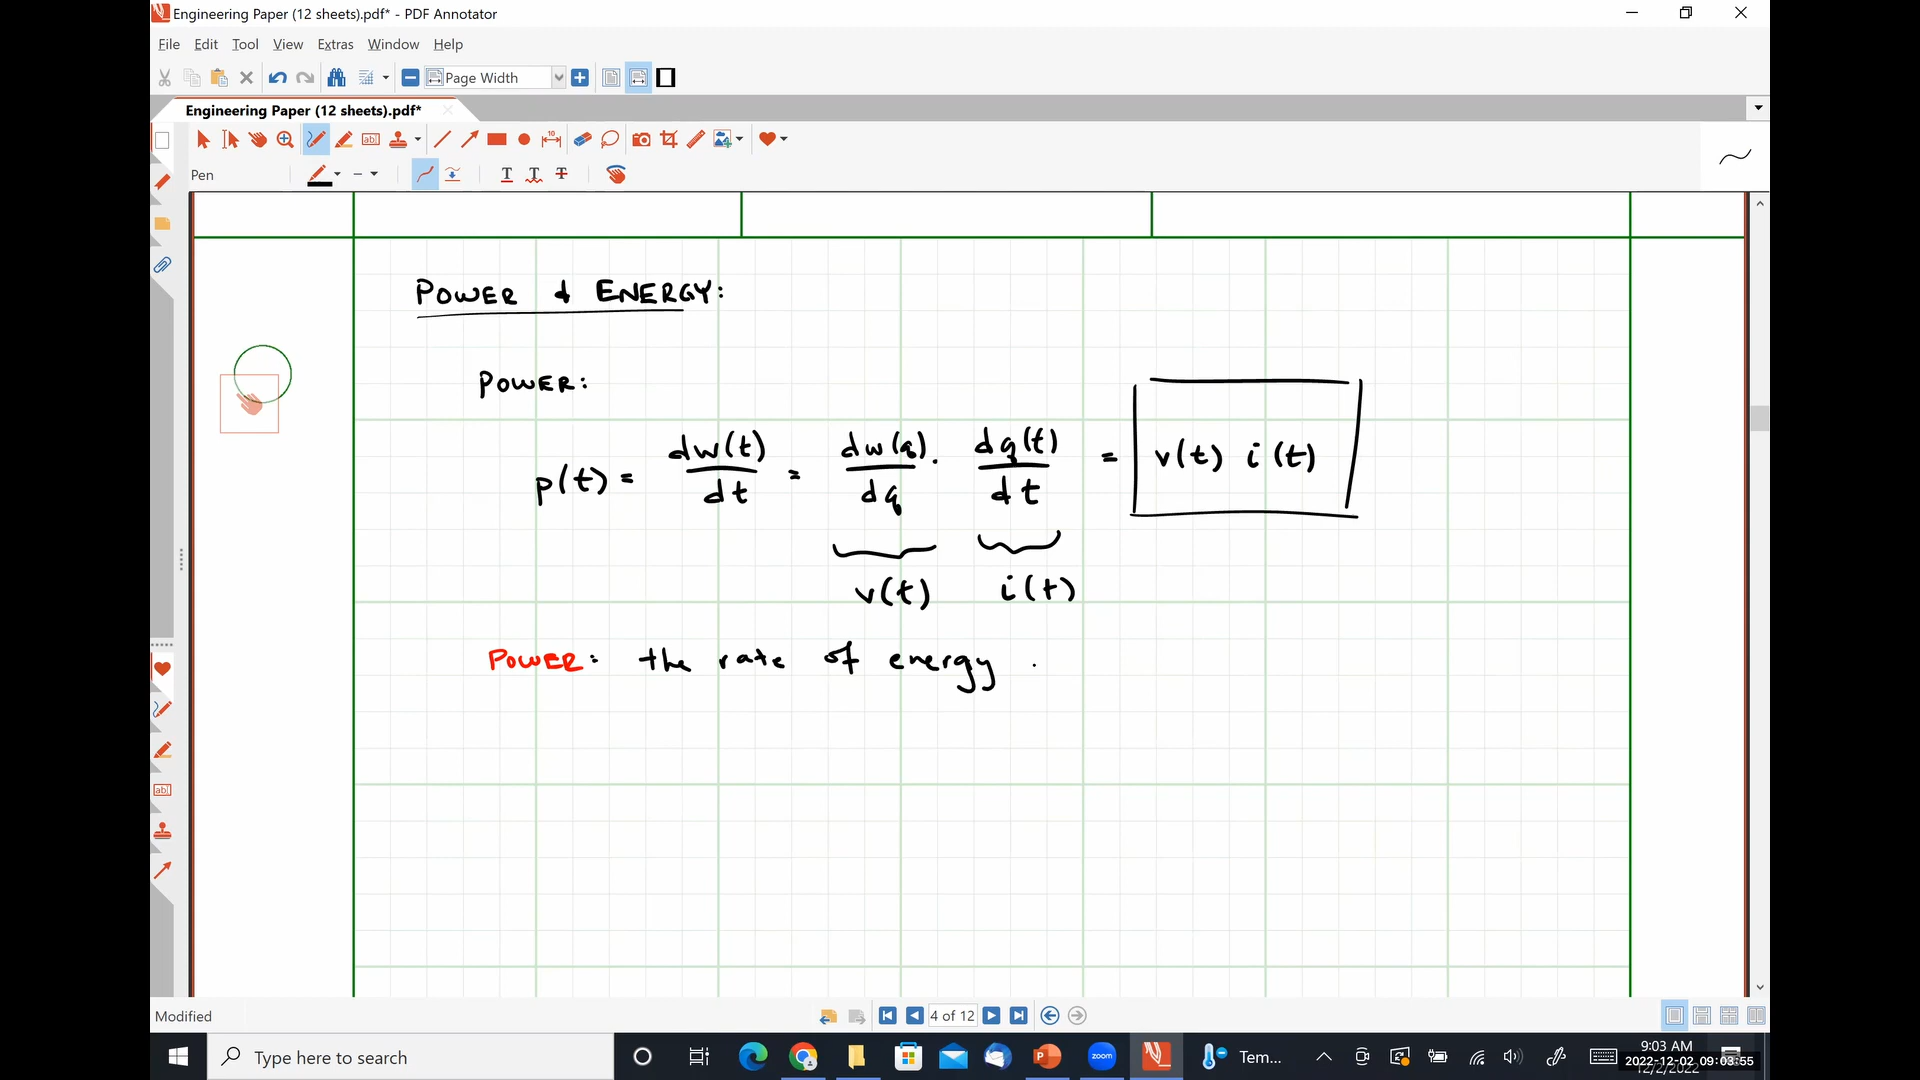 Engineering Paper (12 sheets).pdf* - PDF Annotator
File Edit Tool View Extras Window Help
Page Width
Engineering Paper (12 sheets).pdf*
Pen
POWER & ENERGY:
POWER:
p(t) = dw(t)/dt = dw(q)/dq · dq(t)/dt = v(t) i(t)
v(t) i(t)
POWER: the rate of energy
Modified
4 of 12
Type here to search
zoom
Tem...
9:03 AM
2022-12-02 09:03:55